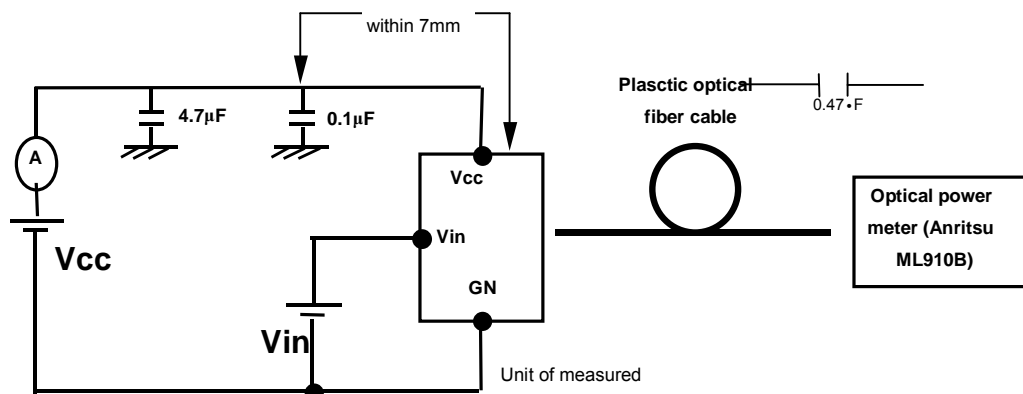 within 7mm
Plasctic optical
fiber cable
0.47•F
4.7μF
0.1μF
A
Vcc
Vcc
Vin
GN
Vin
Optical power
meter (Anritsu
ML910B)
Unit of measured